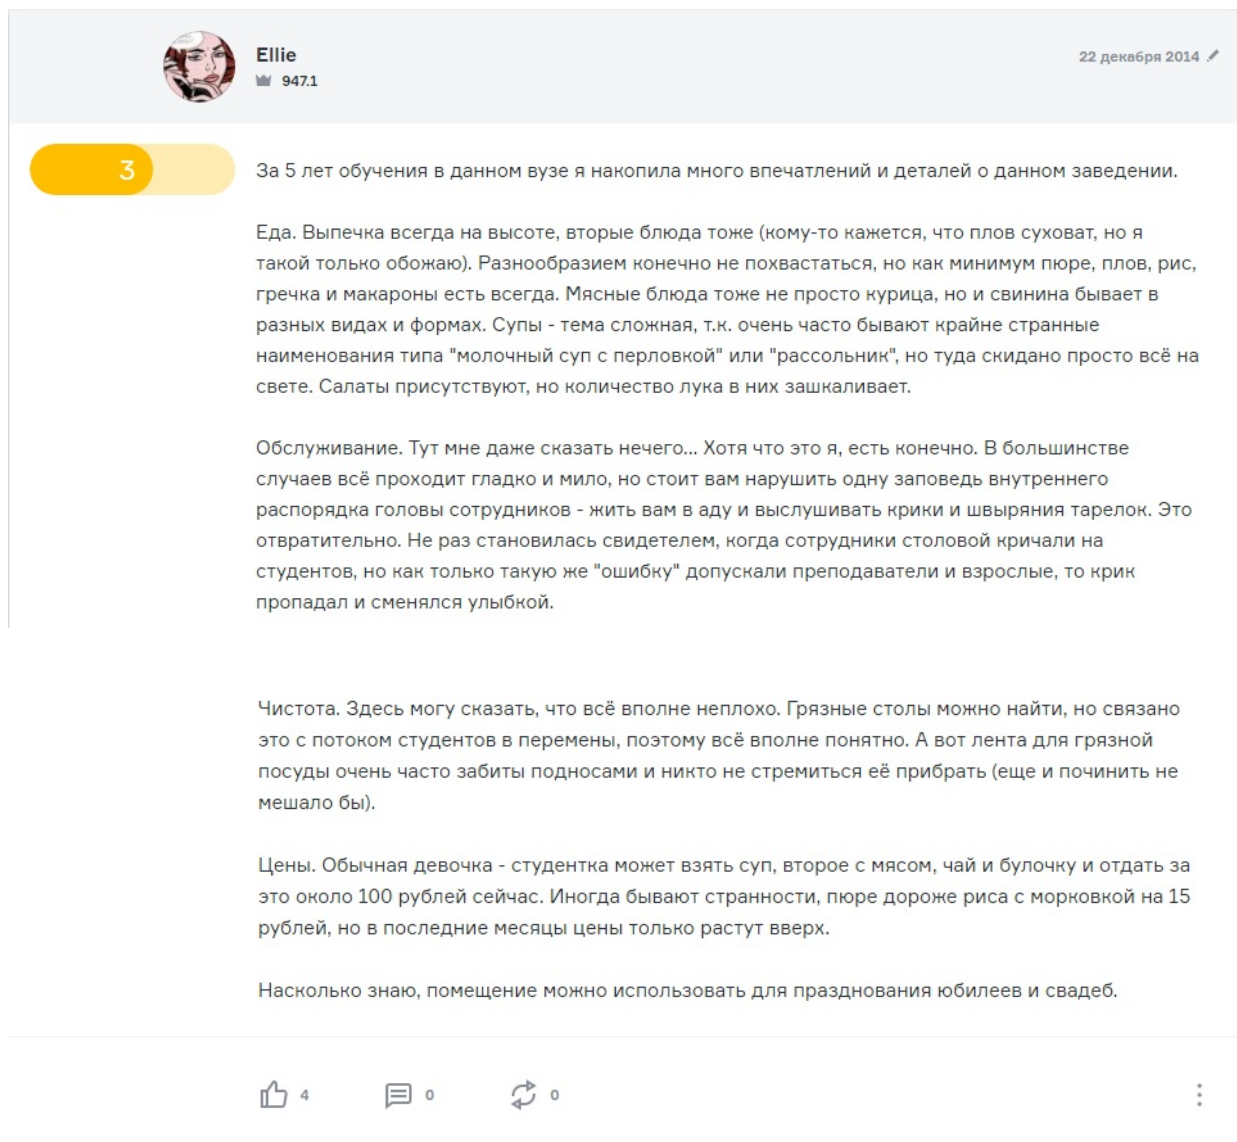 Ellie
947.1
22 декабря 2014
3
За 5 лет обучения в данном вузе я накопила много впечатлений и деталей о данном заведении.
Еда. Выпечка всегда на высоте, вторые блюда тоже (кому-то кажется, что плов суховат, но я
такой только обожаю). Разнообразием конечно не похвастаться, но как минимум пюре, плов, рис,
гречка и макароны есть всегда. Мясные блюда тоже не просто курица, но и свинина бывает в
разных видах и формах. Супы - тема сложная, т.к. очень часто бывают крайне странные
наименования типа "молочный суп с перловкой" или "рассольник", но туда скидано просто всё на
свете. Салаты присутствуют, но количество лука в них зашкаливает.
Обслуживание. Тут мне даже сказать нечего... Хотя что это я, есть конечно. В большинстве
случаев всё проходит гладко и мило, но стоит вам нарушить одну заповедь внутреннего
распорядка головы сотрудников - жить вам в аду и выслушивать крики и швыряния тарелок. Это
отвратительно. Не раз становилась свидетелем, когда сотрудники столовой кричали на
студентов, но как только такую же "ошибку" допускали преподаватели и взрослые, то крик
пропадал и сменялся улыбкой.
Чистота. Здесь могу сказать, что всё вполне неплохо. Грязные столы можно найти, но связано
это с потоком студентов в перемены, поэтому всё вполне понятно. А вот лента для грязной
посуды очень часто забиты подносами и никто не стремиться её прибрать (еще и починить не
мешало бы).
Цены. Обычная девочка - студентка может взять суп, второе с мясом, чай и булочку и отдать за
это около 100 рублей сейчас. Иногда бывают странности, пюре дороже риса с морковкой на 15
рублей, но в последние месяцы цены только растут вверх.
Насколько знаю, помещение можно использовать для празднования юбилеев и свадеб.
4
0
0